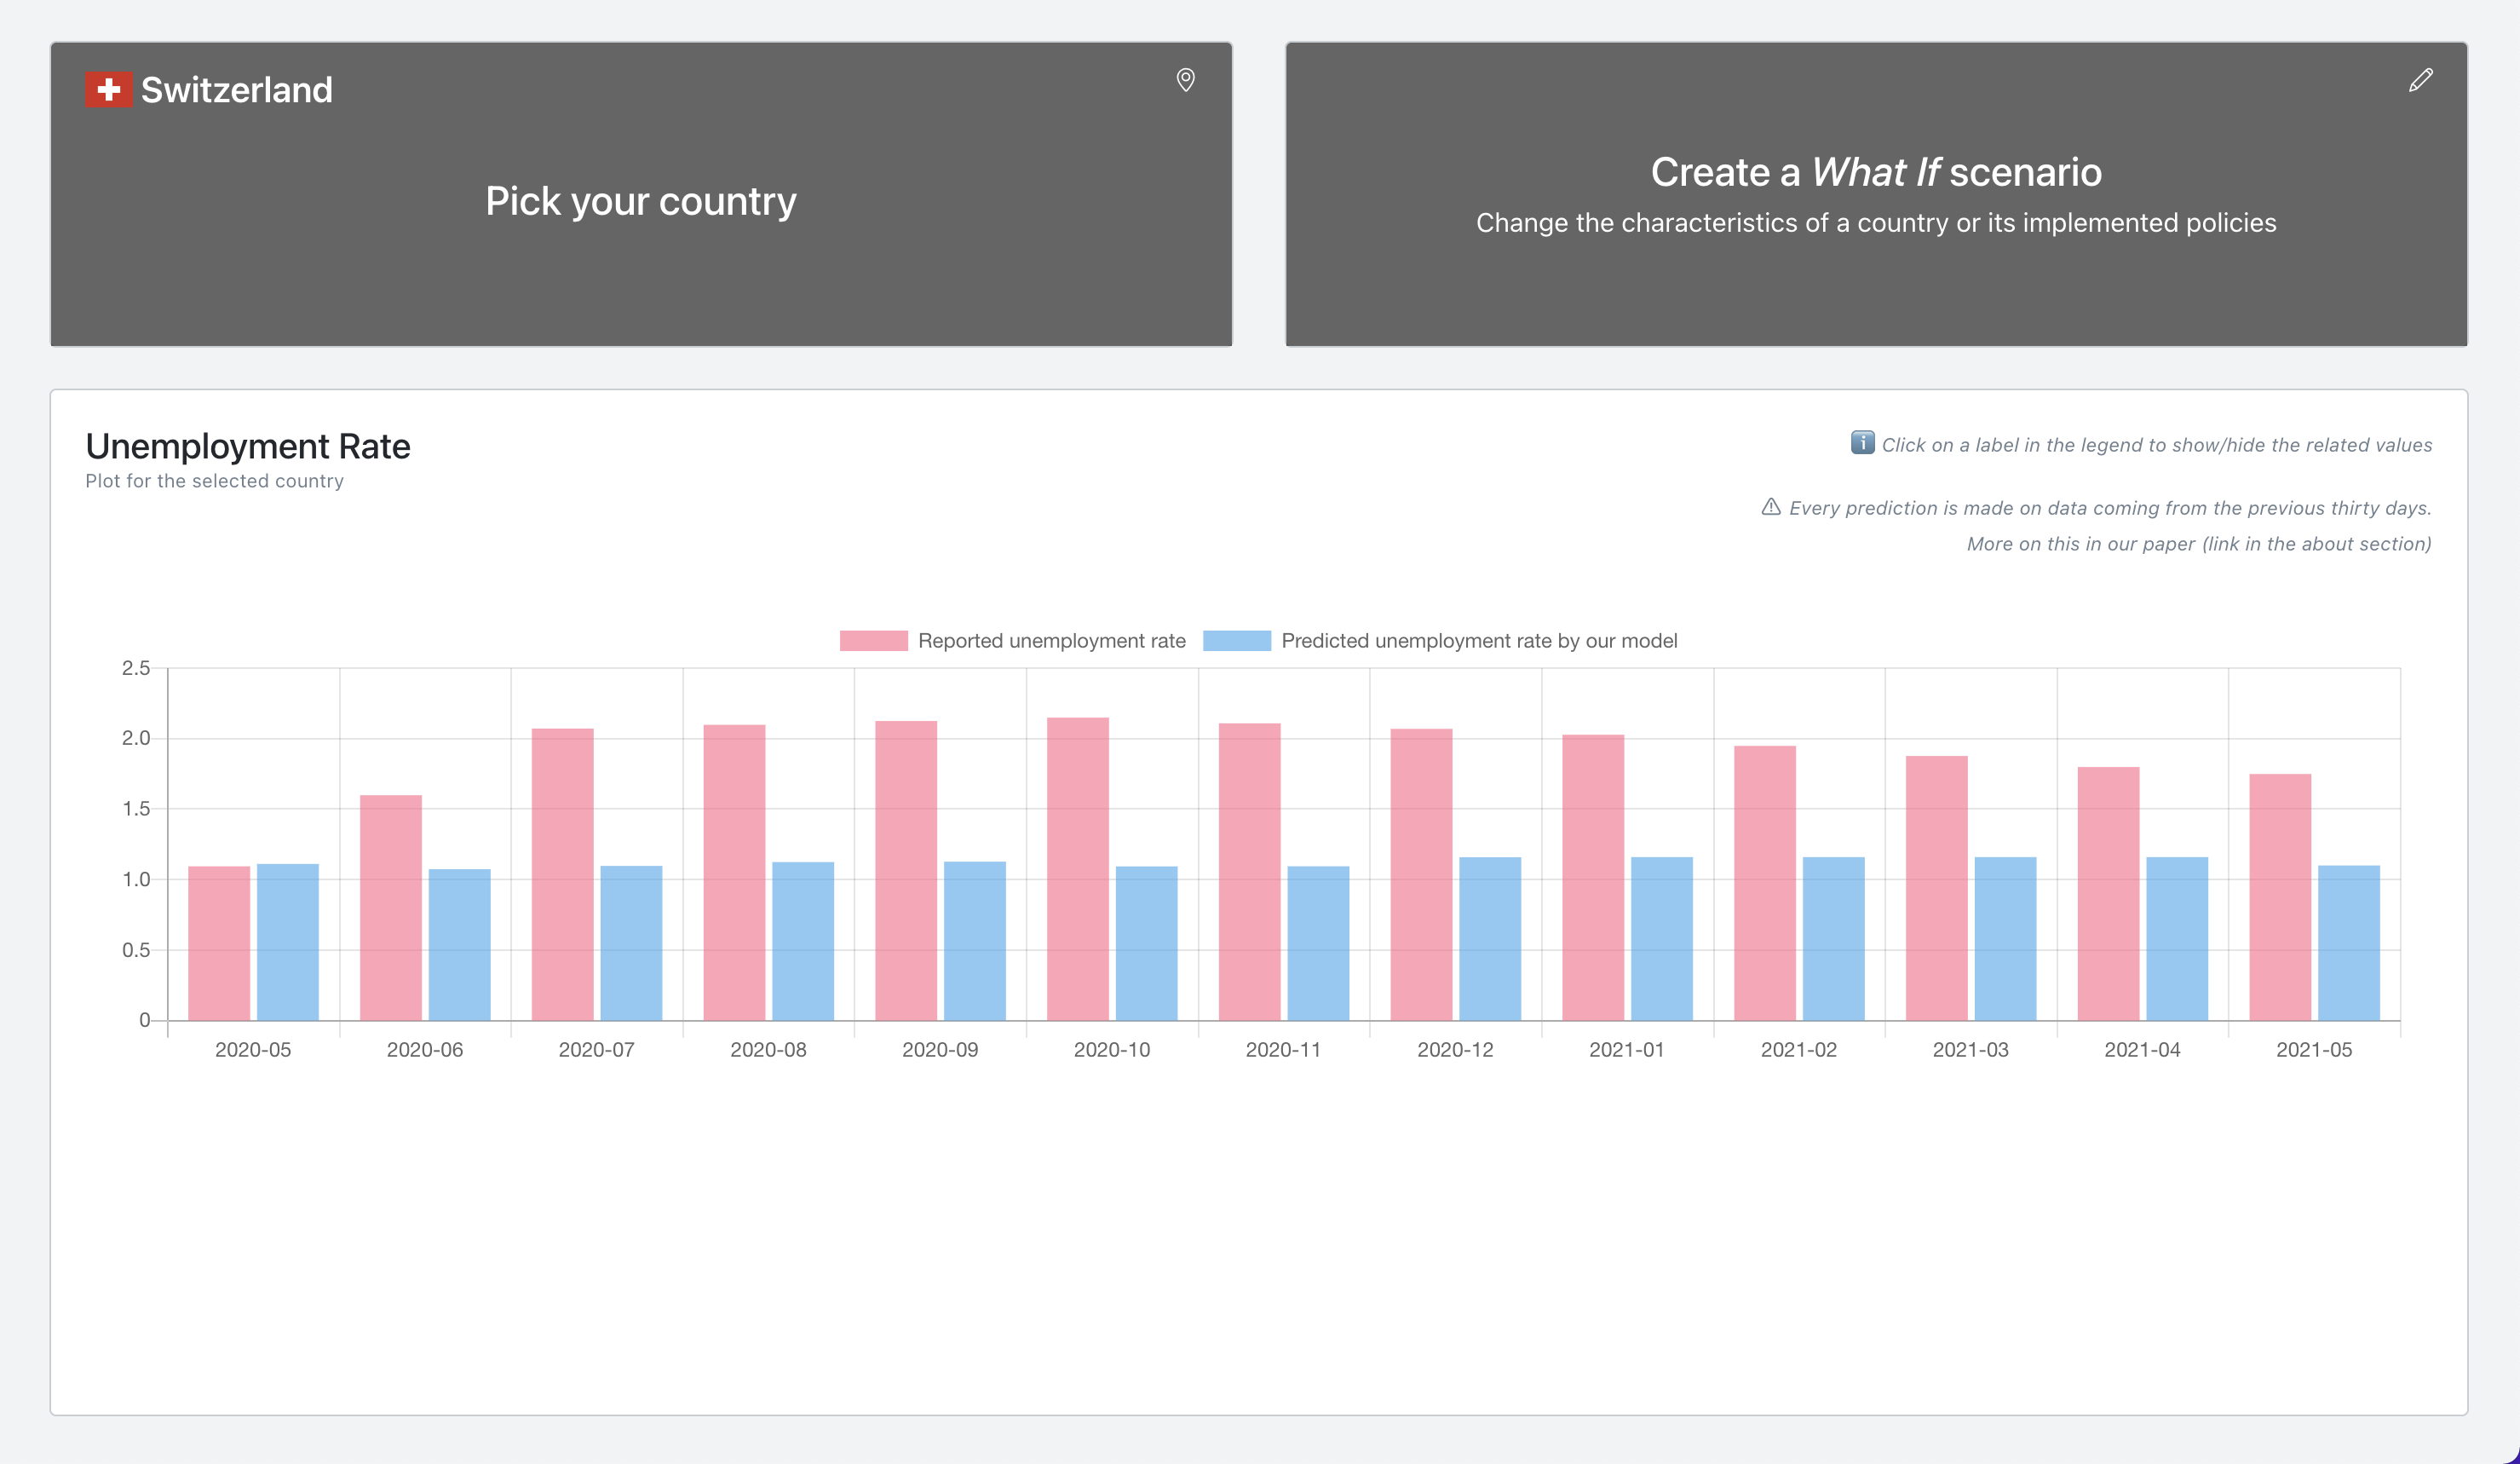 Switzerland
Pick your country
Create a What If scenario
Change the characteristics of a country or its implemented policies
Unemployment Rate
Plot for the selected country
i Click on a label in the legend to show/hide the related values
Every prediction is made on data coming from the previous thirty days.
More on this in our paper (link in the about section)
Reported unemployment rate Predicted unemployment rate by our model
2.5
2.0
1.5
1.0
0.5
0
2020-05 2020-06 2020-07 2020-08 2020-09 2020-10 2020-11 2020-12 2021-01 2021-02 2021-03 2021-04 2021-05